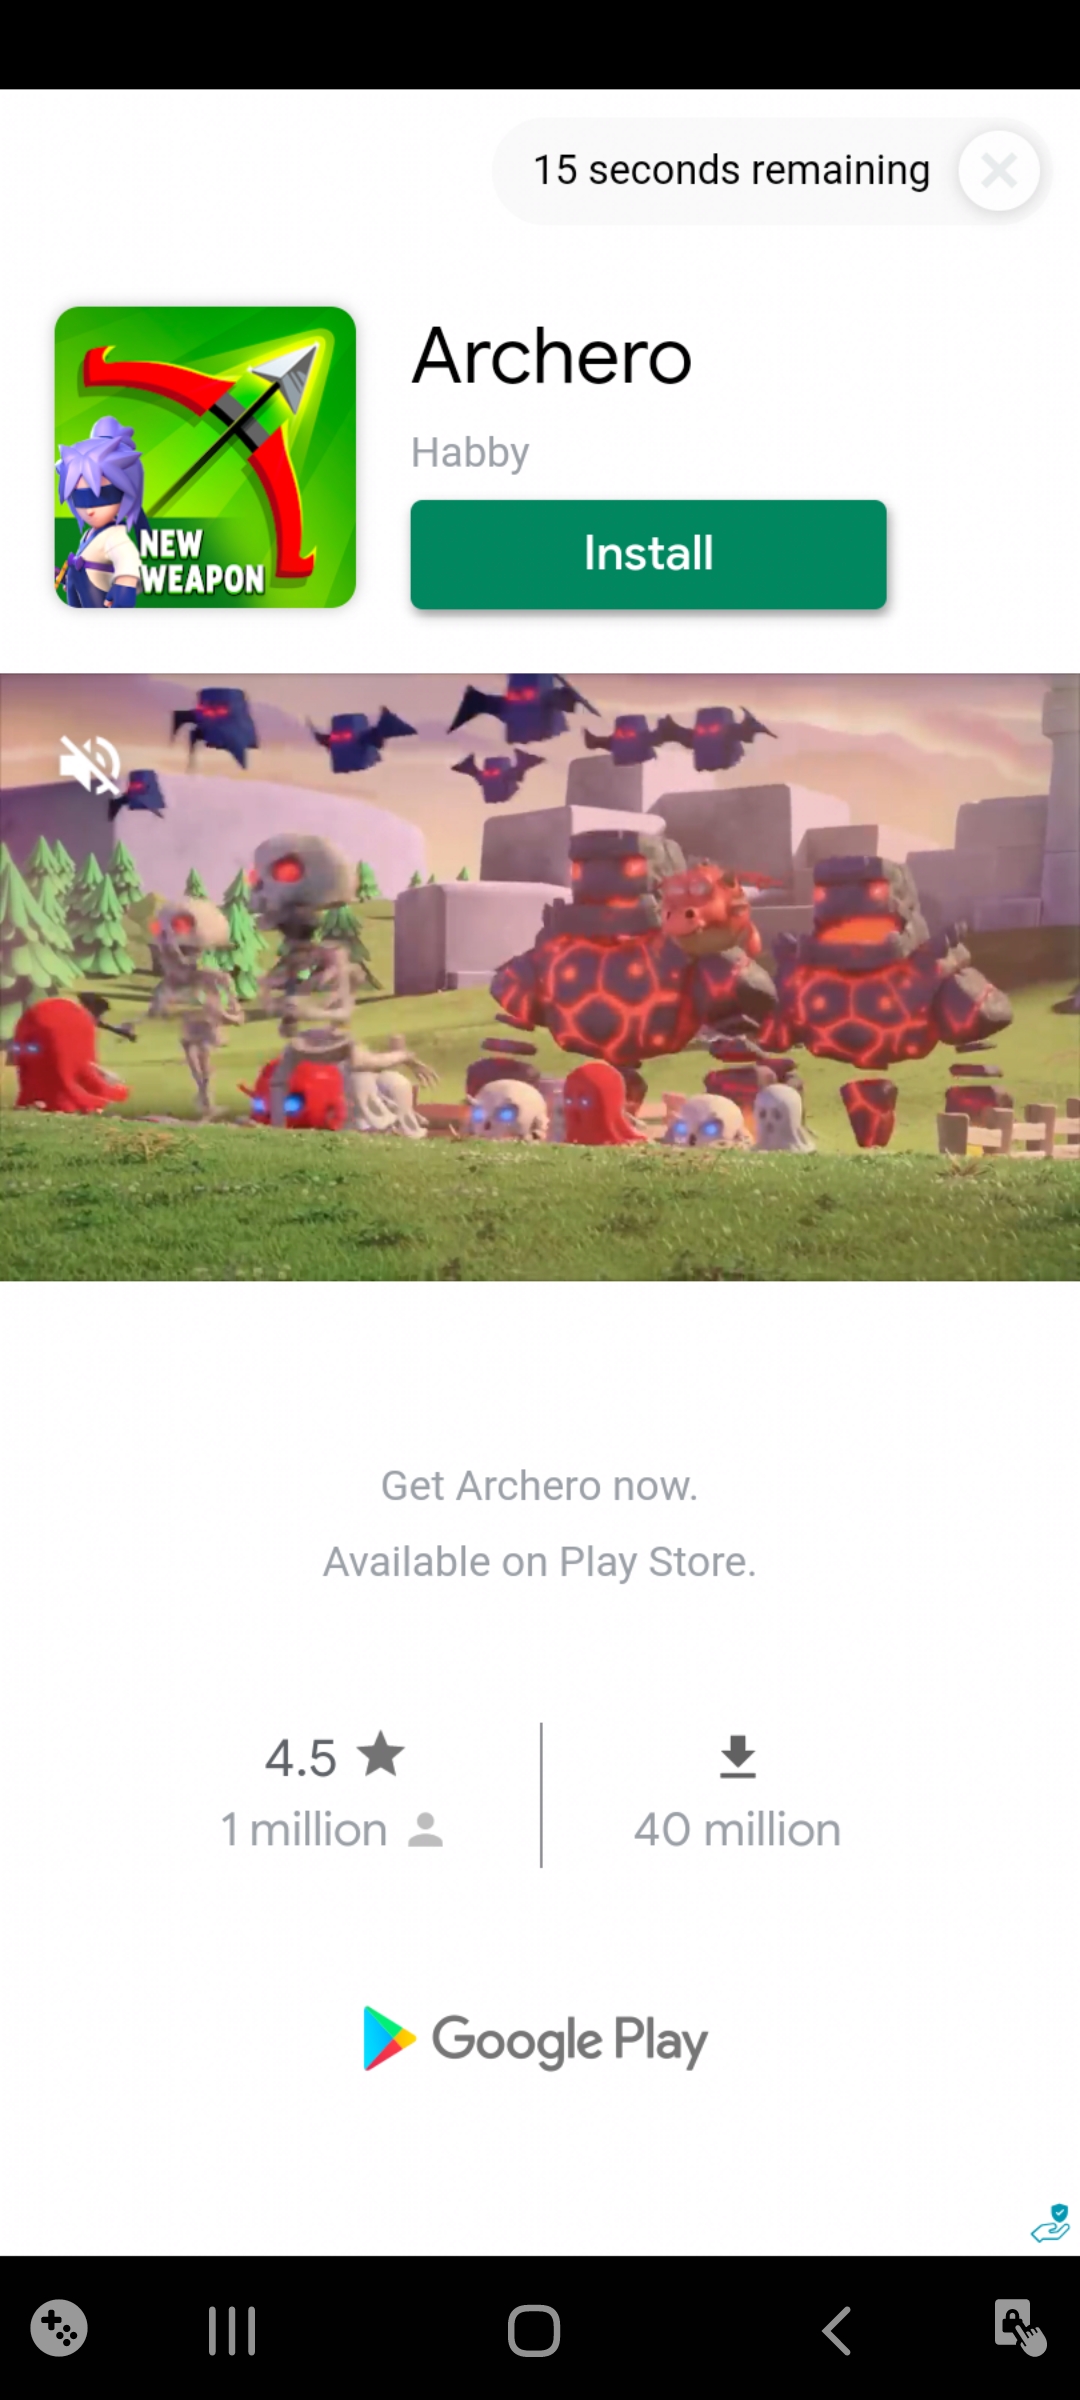 15 seconds remaining
Archero
Habby
Install
NEW
WEAPON
Get Archero now.
Available on Play Store.
4.5
1 million
40 million
Google Play